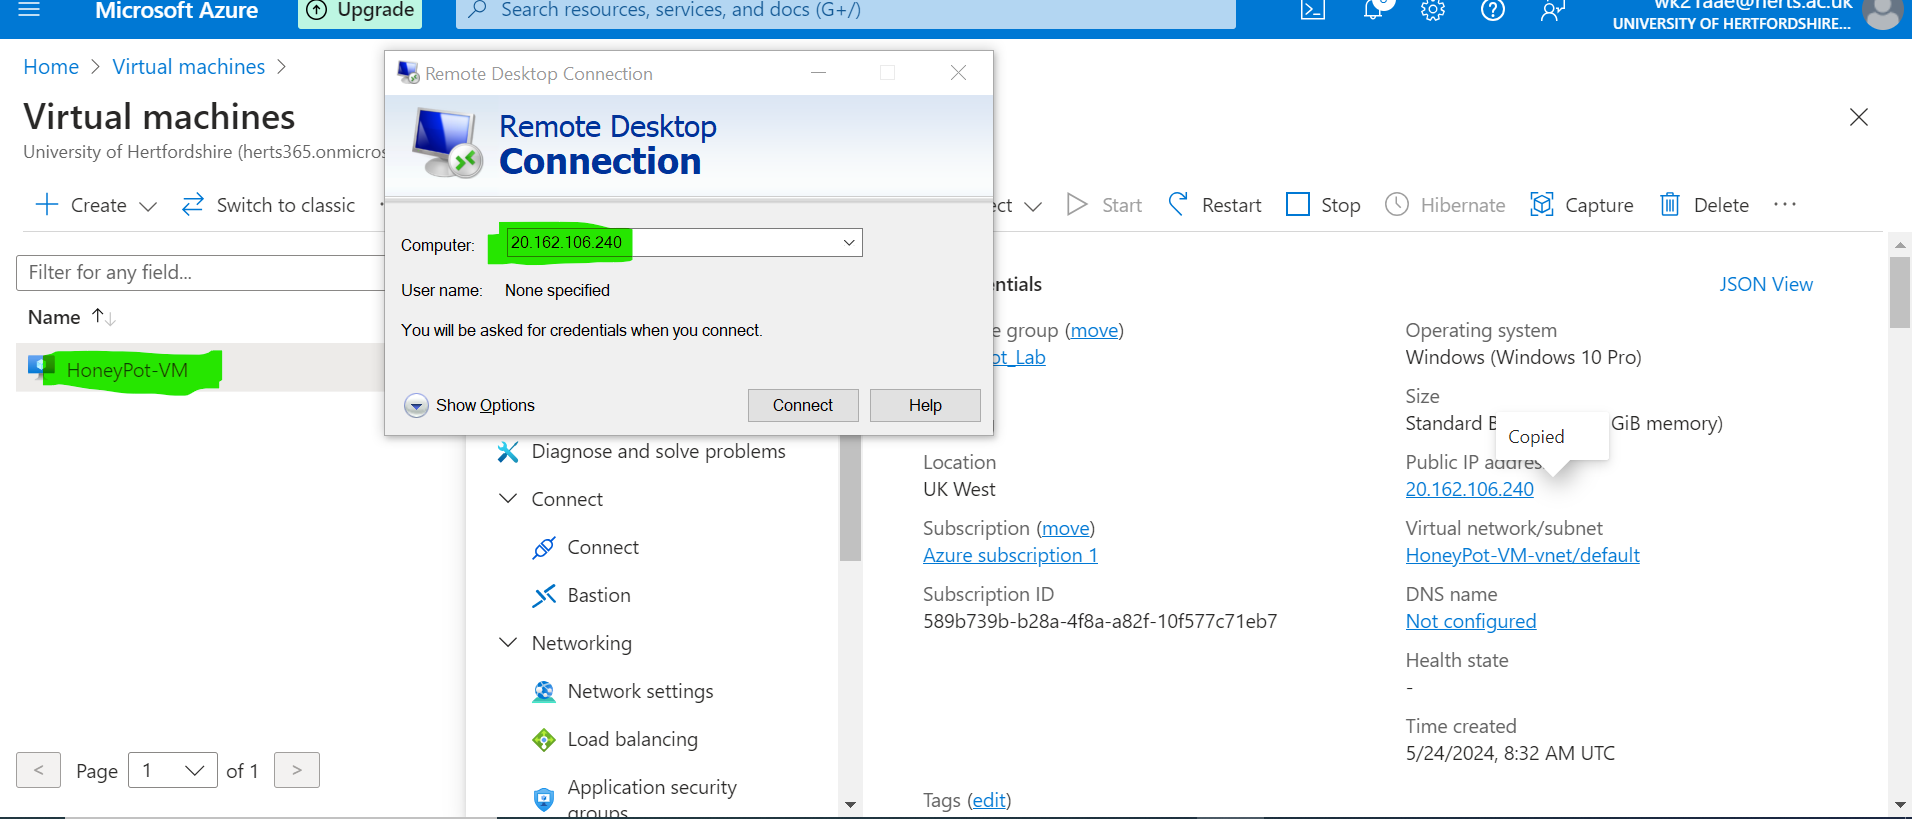 Microsoft Azure
Upgrade
Search resources, services, and docs (G+/)
wk21aae@herts.ac.uk
UNIVERSITY OF HERTFORDSHIRE...
Home > Virtual machines >
Virtual machines
University of Hertfordshire (herts365.onmicros
Create
Switch to classic
Filter for any field...
Name
HoneyPot-VM
< Page 1 of 1 >
Remote Desktop Connection
Remote Desktop
Connection
Computer: 20.162.106.240
User name: None specified
You will be asked for credentials when you connect.
Show Options
Connect
Help
Diagnose and solve problems
Connect
Connect
Bastion
Networking
Network settings
Load balancing
Application security
groups
ct
Start
Restart
Stop
Hibernate
Capture
Delete
ntials
JSON View
e group (move)
ot_Lab
Location
UK West
Subscription (move)
Azure subscription 1
Subscription ID
589b739b-b28a-4f8a-a82f-10f577c71eb7
Tags (edit)
Operating system
Windows (Windows 10 Pro)
Size
Standard B GiB memory)
Copied
Public IP addres
20.162.106.240
Virtual network/subnet
HoneyPot-VM-vnet/default
DNS name
Not configured
Health state
-
Time created
5/24/2024, 8:32 AM UTC